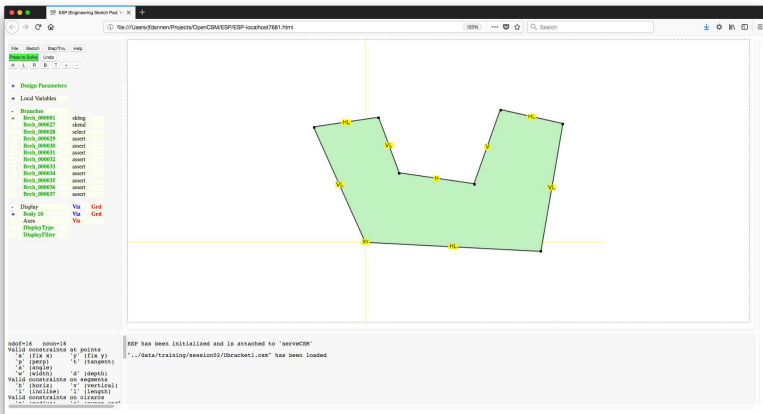 ESP (Engineering Sketch Pad, v
file:///Users/jfdannen/Projects/OpenCSM/ESP/ESP-localhost7681.html
120%
Search
File Sketch StepThru Help
Press to Solve Undo
H L R B T + -
+ Design Parameters
+ Local Variables
- Branches
+ Brch_000001 skbeg
Brch_000027 skend
Brch_000028 select
Brch_000029 assert
Brch_000030 assert
Brch_000031 assert
Brch_000032 assert
Brch_000033 assert
Brch_000034 assert
Brch_000035 assert
Brch_000036 assert
Brch_000037 assert
- Display Viz Grd
+ Body 10 Viz Grd
Axes Viz
DisplayType
DisplayFilter
HL
HL
VL
V
H
VL
VL
XY
HL
ndof=16 ncon=16
Valid constraints at points
'x' (fix x) 'y' (fix y)
'p' (perp) 't' (tangent)
'a' (angle)
'w' (width) 'd' (depth)
Valid constraints on segments
'h' (horiz) 'v' (vertical)
'i' (incline) 'l' (length)
Valid constraints on cirarcs
ESP has been initialized and is attached to 'serveCSM'
"../data/training/session02/Ubracket1.csm" has been loaded